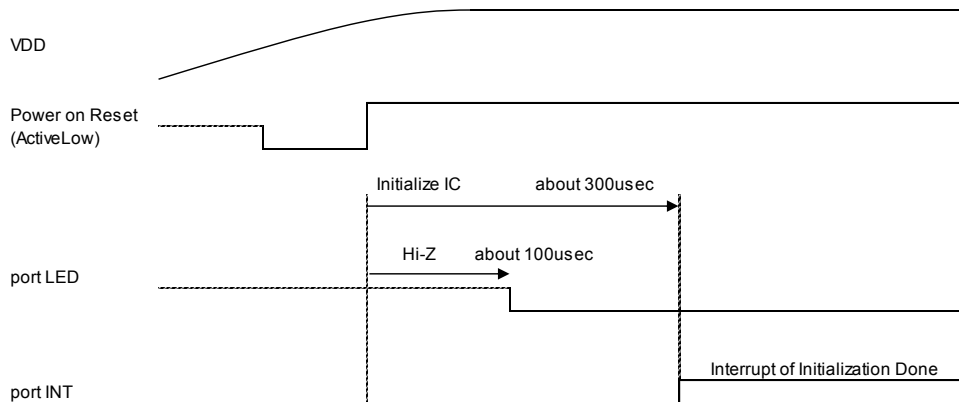 VDD
Power on Reset
(ActiveLow)
Initialize IC about 300usec
Hi-Z about 100usec
port LED
Interrupt of Initialization Done
port INT